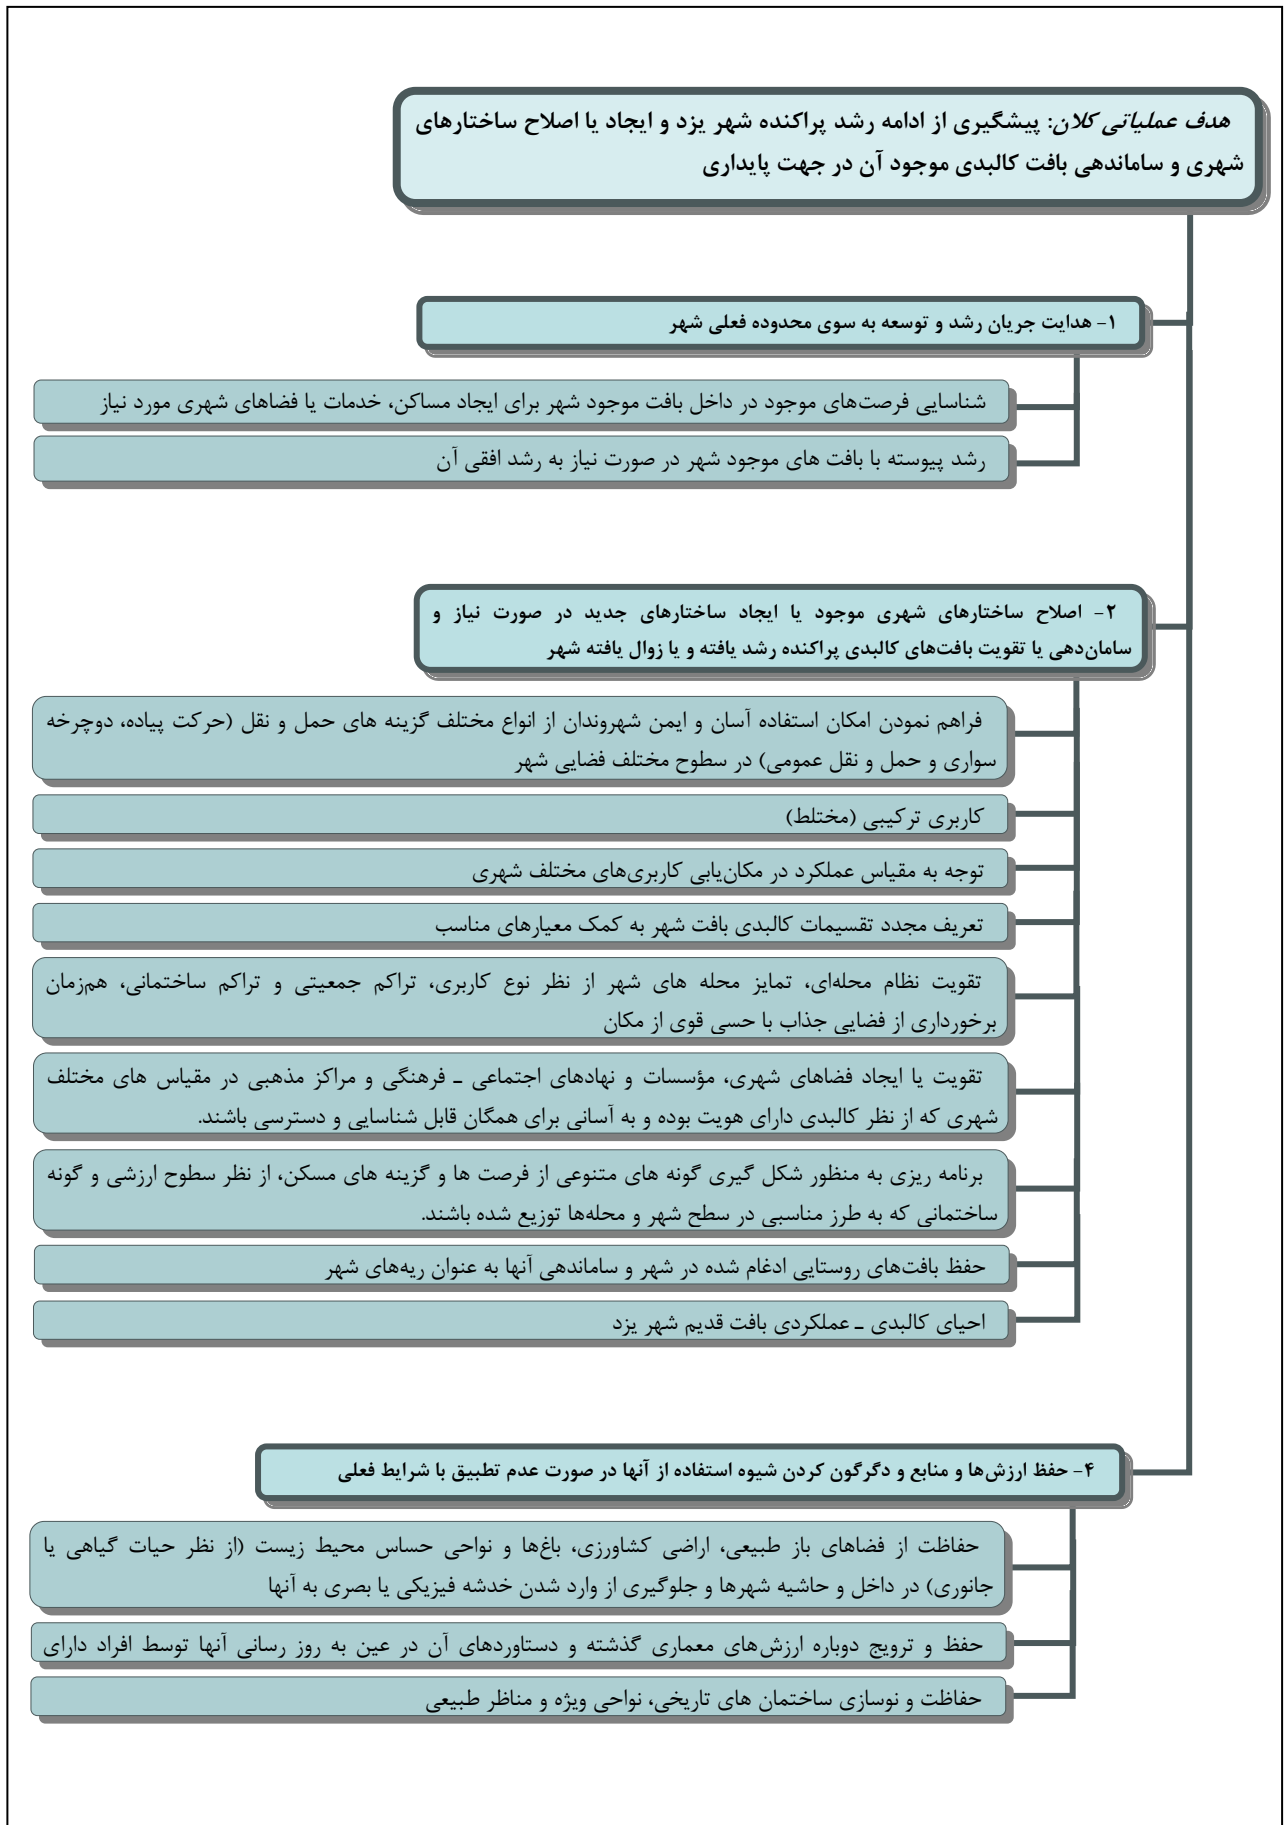 هدف عملیاتی کلان: پیشگیری از ادامه رشد پراکنده شهر یزد و ایجاد یا اصلاح ساختارهای
شهری و ساماندهی بافت کالبدی موجود آن در جهت پایداری
۱- هدایت جریان رشد و توسعه به سوی محدوده فعلی شهر
شناسایی فرصت‌های موجود در داخل بافت موجود شهر برای ایجاد مساکن، خدمات یا فضاهای شهری مورد نیاز
رشد پیوسته با بافت های موجود شهر در صورت نیاز به رشد افقی آن
۲- اصلاح ساختارهای شهری موجود یا ایجاد ساختارهای جدید در صورت نیاز و
سامان‌دهی یا تقویت بافت‌های کالبدی پراکنده رشد یافته و یا زوال یافته شهر
فراهم نمودن امکان استفاده آسان و ایمن شهروندان از انواع مختلف گزینه های حمل و نقل (حرکت پیاده، دوچرخه
سواری و حمل و نقل عمومی) در سطوح مختلف فضایی شهر
کاربری ترکیبی (مختلط)
توجه به مقیاس عملکرد در مکان‌یابی کاربری‌های مختلف شهری
تعریف مجدد تقسیمات کالبدی بافت شهر به کمک معیارهای مناسب
تقویت نظام محله‌ای، تمایز محله های شهر از نظر نوع کاربری، تراکم جمعیتی و تراکم ساختمانی، هم‌زمان
برخورداری از فضایی جذاب با حسی قوی از مکان
تقویت یا ایجاد فضاهای شهری، مؤسسات و نهادهای اجتماعی ـ فرهنگی و مراکز مذهبی در مقیاس های مختلف
شهری که از نظر کالبدی دارای هویت بوده و به آسانی برای همگان قابل شناسایی و دسترسی باشند.
برنامه ریزی به منظور شکل گیری گونه های متنوعی از فرصت ها و گزینه های مسکن، از نظر سطوح ارزشی و گونه
ساختمانی که به طرز مناسبی در سطح شهر و محله‌ها توزیع شده باشند.
حفظ بافت‌های روستایی ادغام شده در شهر و ساماندهی آنها به عنوان ریه‌های شهر
احیای کالبدی ـ عملکردی بافت قدیم شهر یزد
۴- حفظ ارزش‌ها و منابع و دگرگون کردن شیوه استفاده از آنها در صورت عدم تطبیق با شرایط فعلی
حفاظت از فضاهای باز طبیعی، اراضی کشاورزی، باغ‌ها و نواحی حساس محیط زیست (از نظر حیات گیاهی یا
جانوری) در داخل و حاشیه شهرها و جلوگیری از وارد شدن خدشه فیزیکی یا بصری به آنها
حفظ و ترویج دوباره ارزش‌های معماری گذشته و دستاوردهای آن در عین به روز رسانی آنها توسط افراد دارای
حفاظت و نوسازی ساختمان های تاریخی، نواحی ویژه و مناظر طبیعی